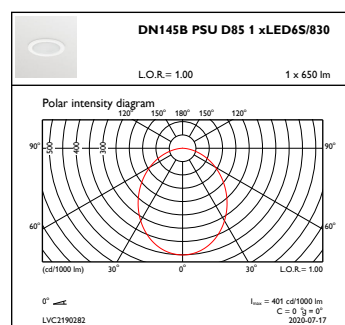 DN145B PSU D85 1 xLED6S/830
L.O.R.= 1.00 1 x 650 lm
Polar intensity diagram
120° 150° 180° 150° 120°
90° 500 400 300 90°
60° 60°
(cd/1000 lm) 30° 0° 30° L.O.R.= 1.00
0° Imax = 401 cd/1000 lm
C = 0 °g = 0°
LVC2190282 2020-07-17